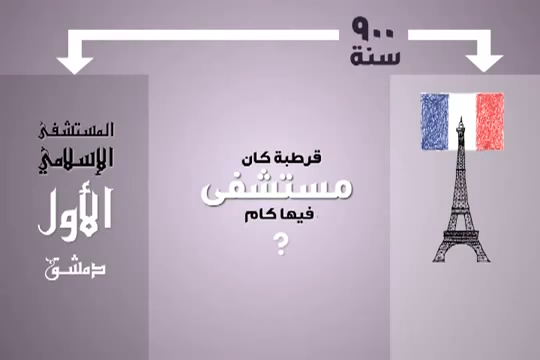 ٩٠٠
سنة
المستشفى
الإسلامي
الأول
دمشق
قرطبة كان
مستشفى
فيها كام
؟